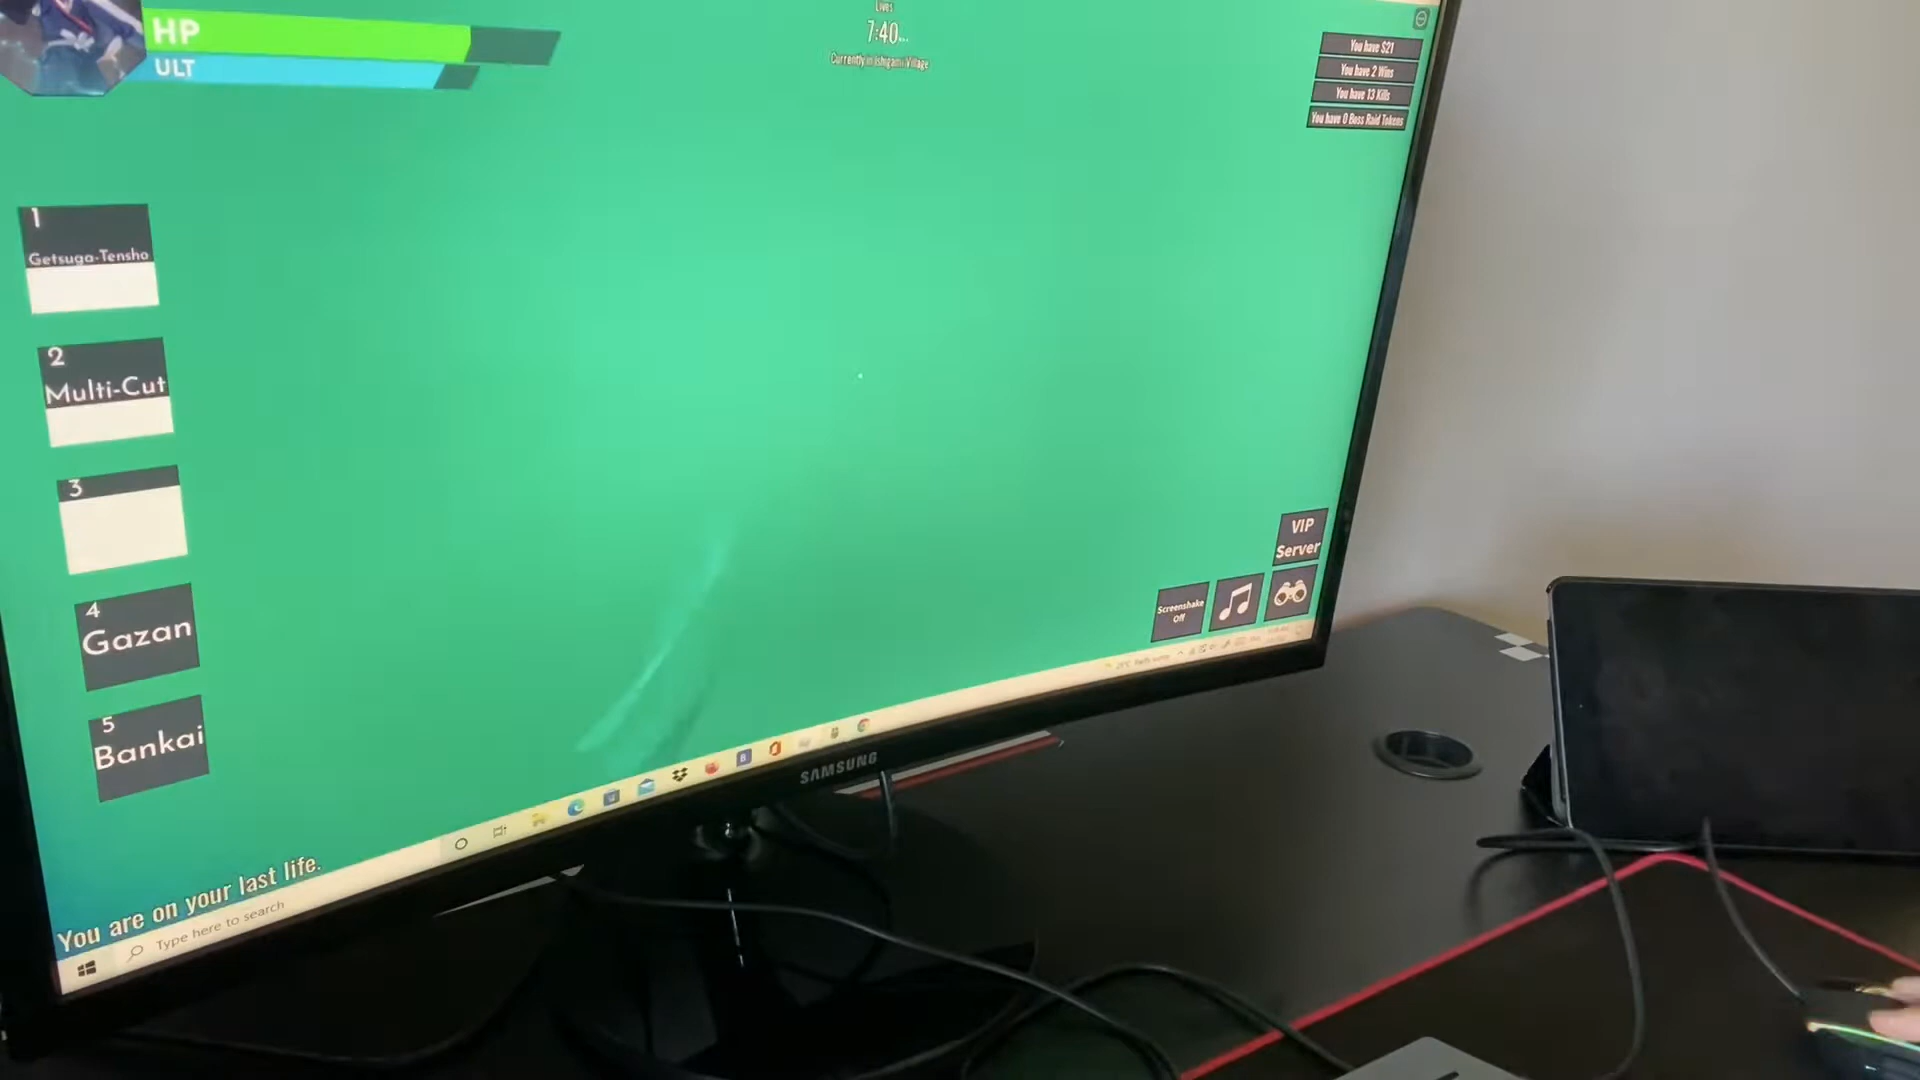 HP
ULT
Lives
7:40
Currently in Ishigami Village
You have $21
You have 2 Wins
You have 13 Kills
You have 0 Boss Raid Tokens
1
Getsuga-Tensho
2
Multi-Cut
3
4
Gazan
5
Bankai
VIP
Server
Screenshake
Off
You are on your last life.
Type here to search
SAMSUNG